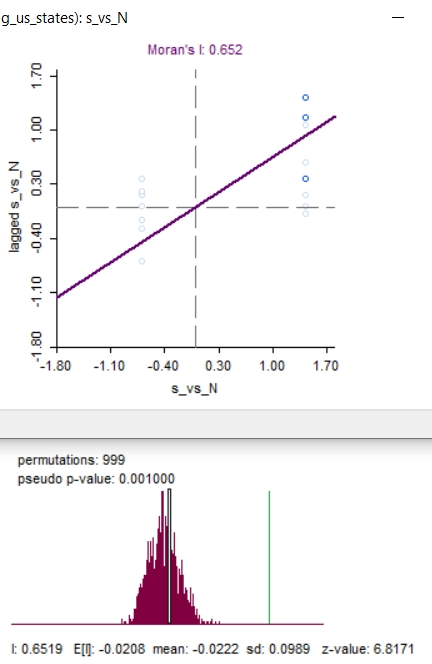 g_us_states): s_vs_N
Moran's I: 0.652
1.70
1.00
0.30
-0.40
-1.10
-1.80
lagged s_vs_N
-1.80 -1.10 -0.40 0.30 1.00 1.70
s_vs_N
permutations: 999
pseudo p-value: 0.001000
I: 0.6519 E[I]: -0.0208 mean: -0.0222 sd: 0.0989 z-value: 6.8171